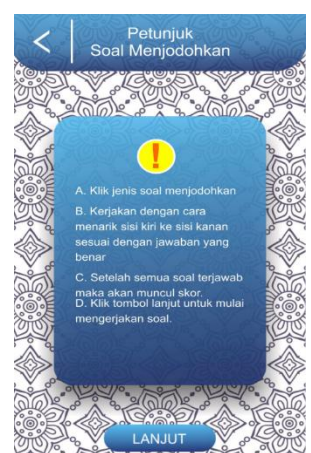 Petunjuk
Soal Menjodohkan
A. Klik jenis soal menjodohkan
B. Kerjakan dengan cara
menarik sisi kiri ke sisi kanan
sesuai dengan jawaban yang
benar
C. Setelah semua soal terjawab
maka akan muncul skor.
D. Klik tombol lanjut untuk mulai
mengerjakan soal.
LANJUT